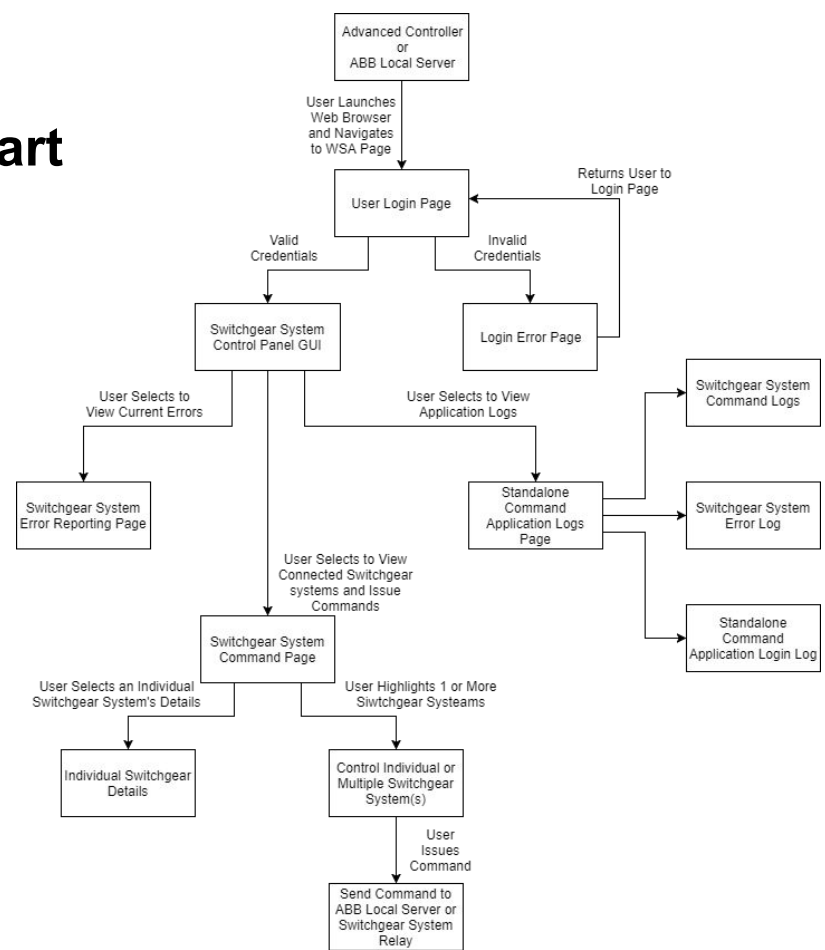 Advanced Controller
or
ABB Local Server
art
User Launches
Web Browser
and Navigates
to WSA Page
Returns User to
Login Page
User Login Page
Valid
Credentials
Invalid
Credentials
Switchgear System
Control Panel GUI
Login Error Page
User Selects to
View Current Errors
User Selects to View
Application Logs
Switchgear System
Command Logs
Switchgear System
Error Reporting Page
Standalone
Command
Application Logs
Page
Switchgear System
Error Log
User Selects to View
Connected Switchgear
systems and Issue
Commands
Standalone
Command
Application Login Log
Switchgear System
Command Page
User Selects an Individual
Switchgear System's Details
User Highlights 1 or More
Siwtchgear Systeams
Individual Switchgear
Details
Control Individual or
Multiple Switchgear
System(s)
User
Issues
Command
Send Command to
ABB Local Server or
Switchgear System
Relay